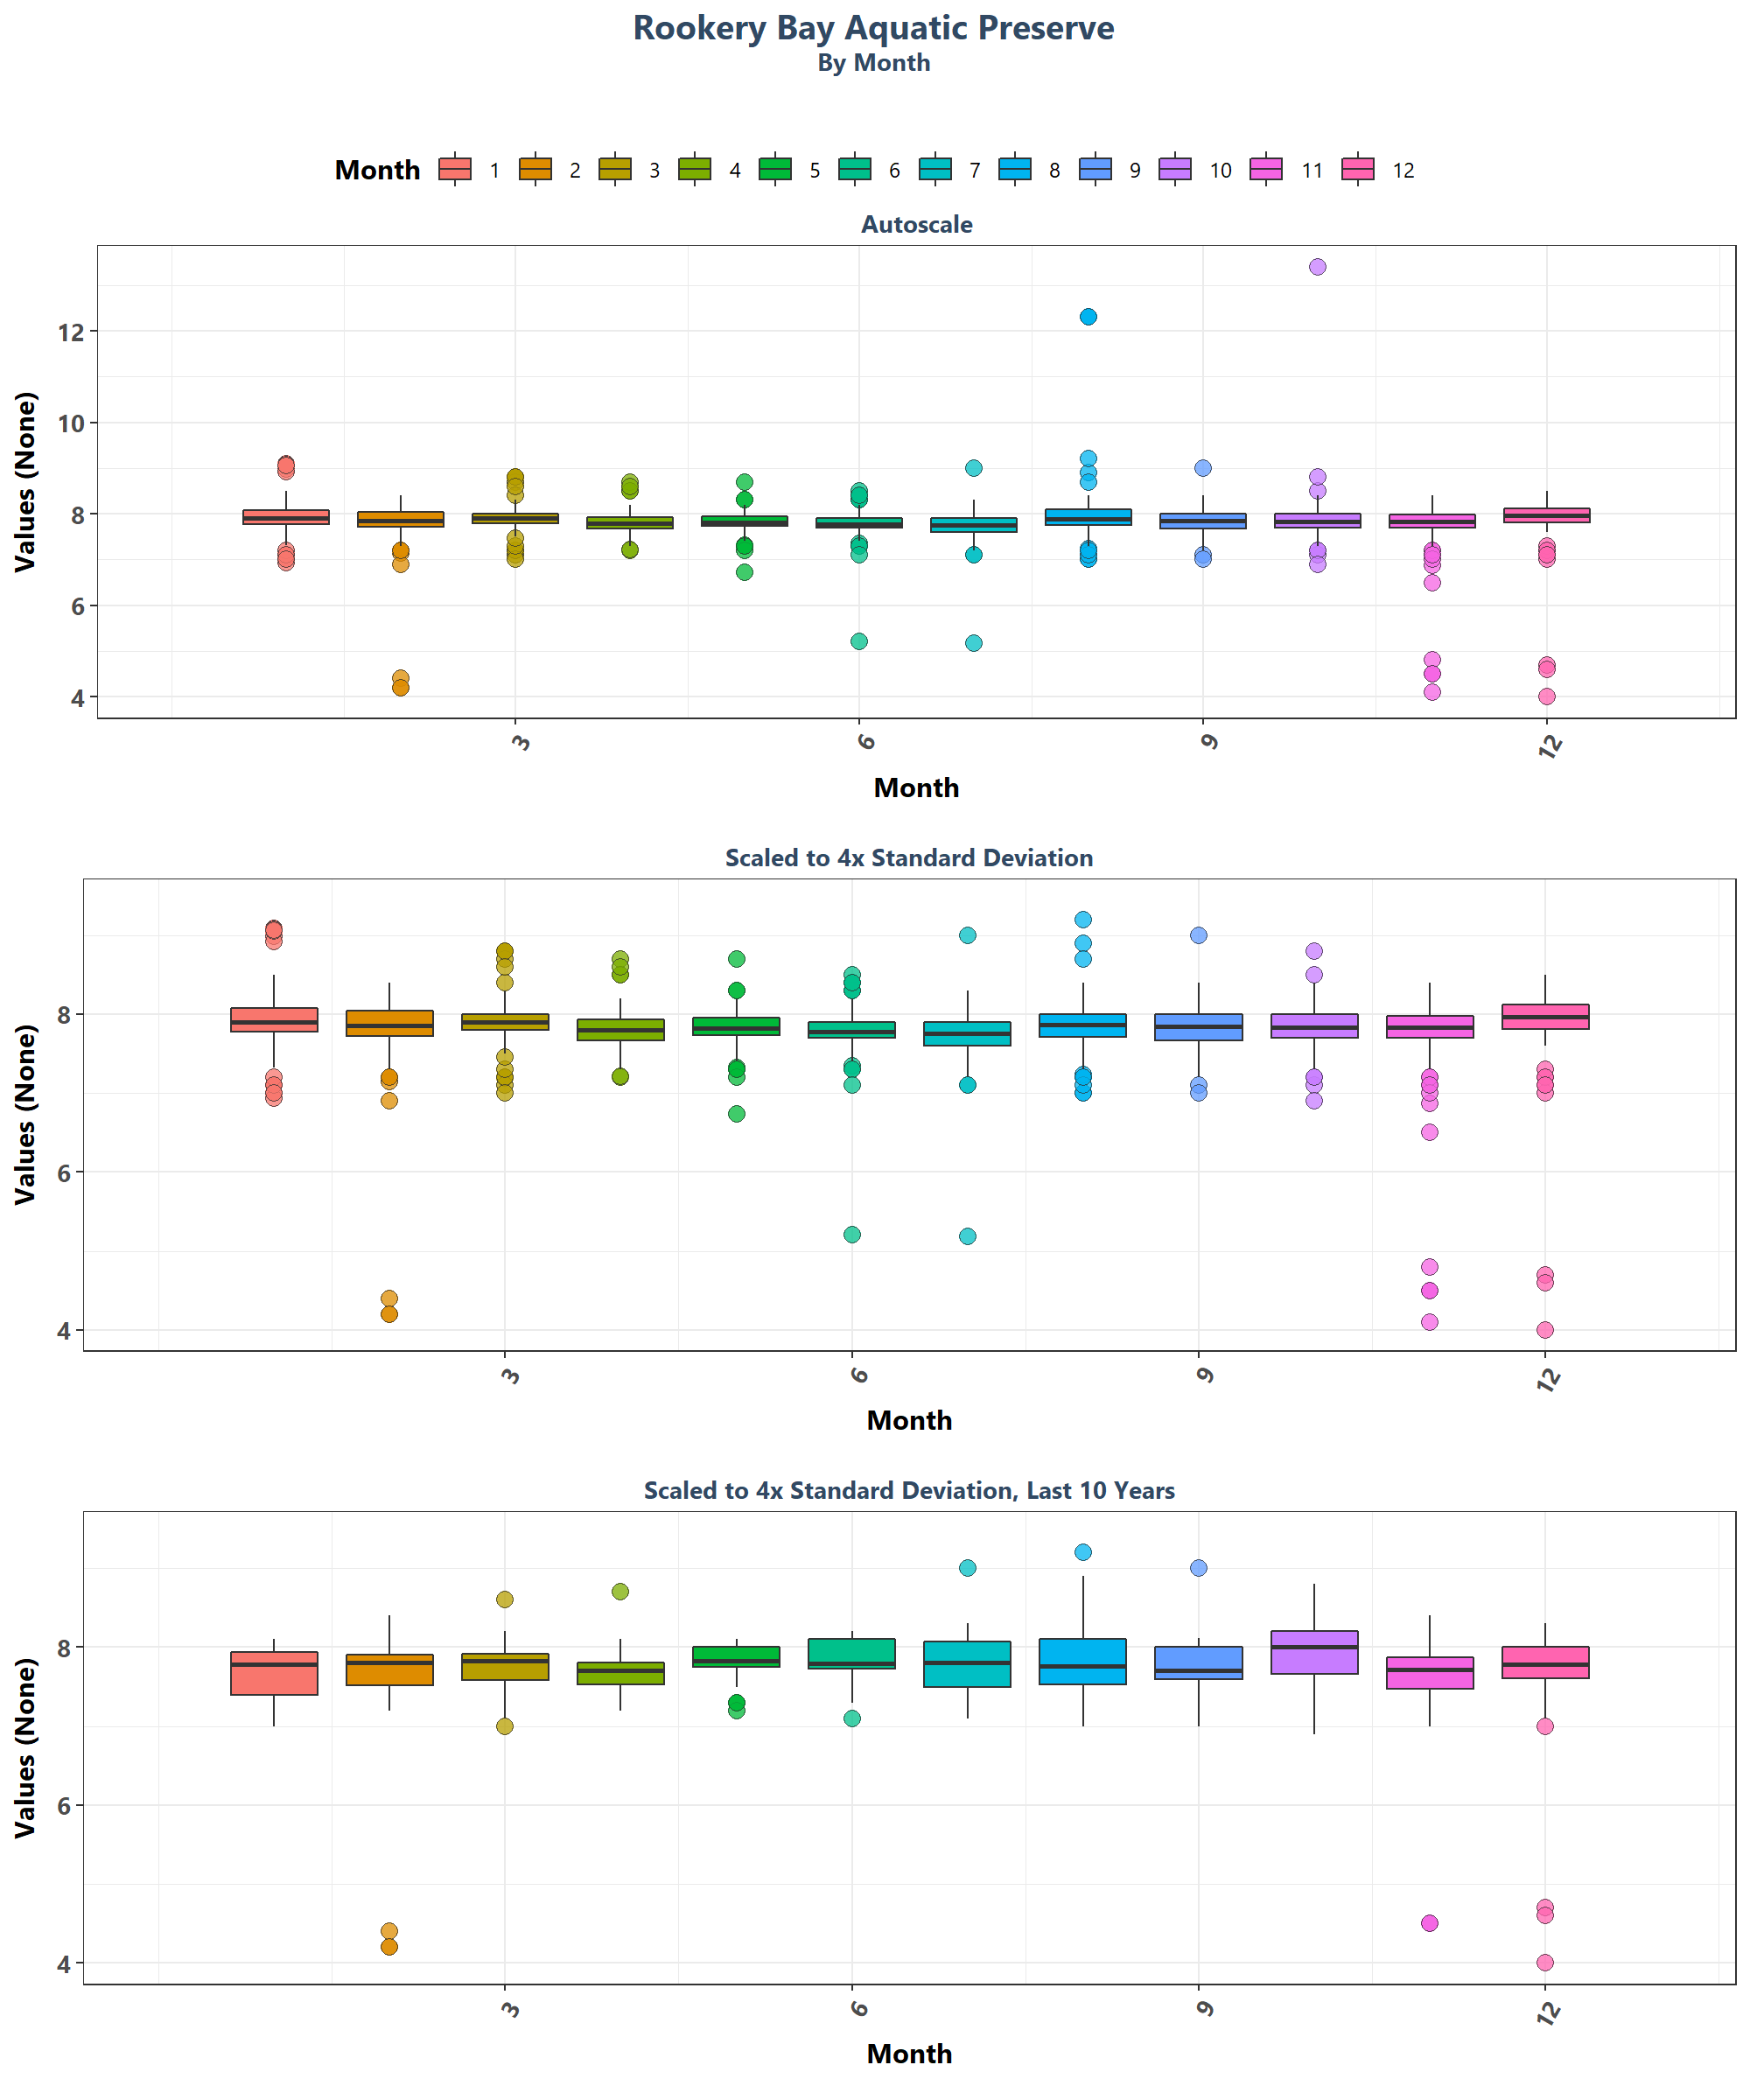 Rookery Bay Aquatic Preserve
By Month
Month 1 2 3 4 5 6 7 8 9 10 11 12
Autoscale
Values (None)
12
10
8
6
4
3 6 9 12
Month
Scaled to 4x Standard Deviation
Values (None)
8
6
4
3 6 9 12
Month
Scaled to 4x Standard Deviation, Last 10 Years
Values (None)
8
6
4
3 6 9 12
Month